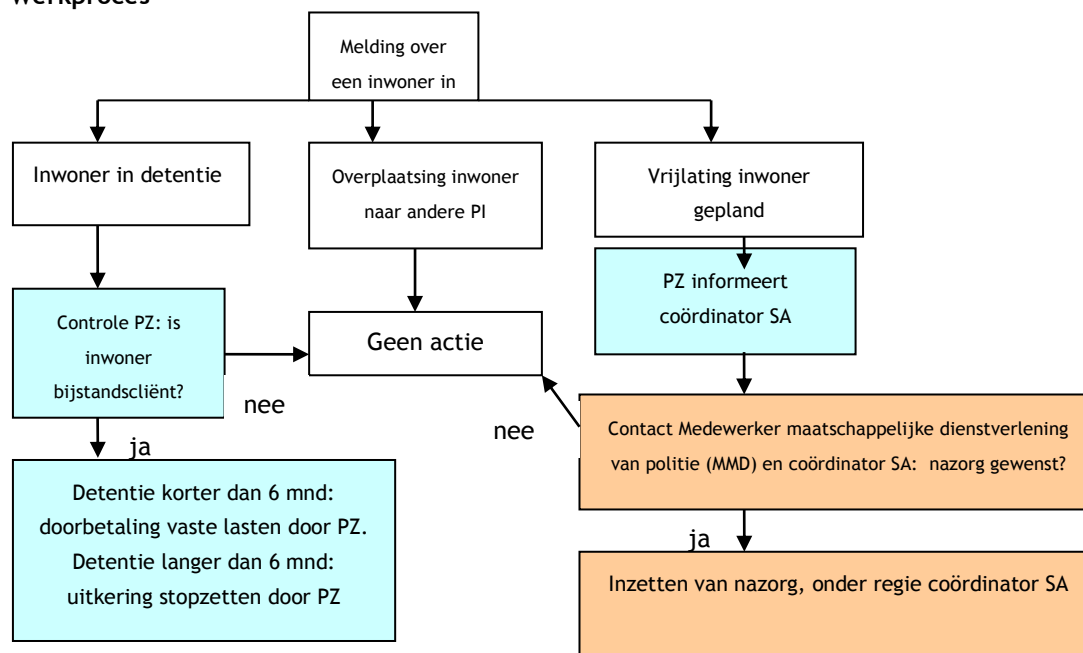 Werkproces
Melding over
een inwoner in
Inwoner in detentie
Overplaatsing inwoner
naar andere PI
Vrijlating inwoner
gepland
PZ informeert
coördinator SA
Controle PZ: is
inwoner
bijstandscliënt?
Geen actie
nee
nee
Contact Medewerker maatschappelijke dienstverlening
van politie (MMD) en coördinator SA: nazorg gewenst?
ja
Detentie korter dan 6 mnd:
doorbetaling vaste lasten door PZ.
Detentie langer dan 6 mnd:
uitkering stopzetten door PZ
ja
Inzetten van nazorg, onder regie coördinator SA